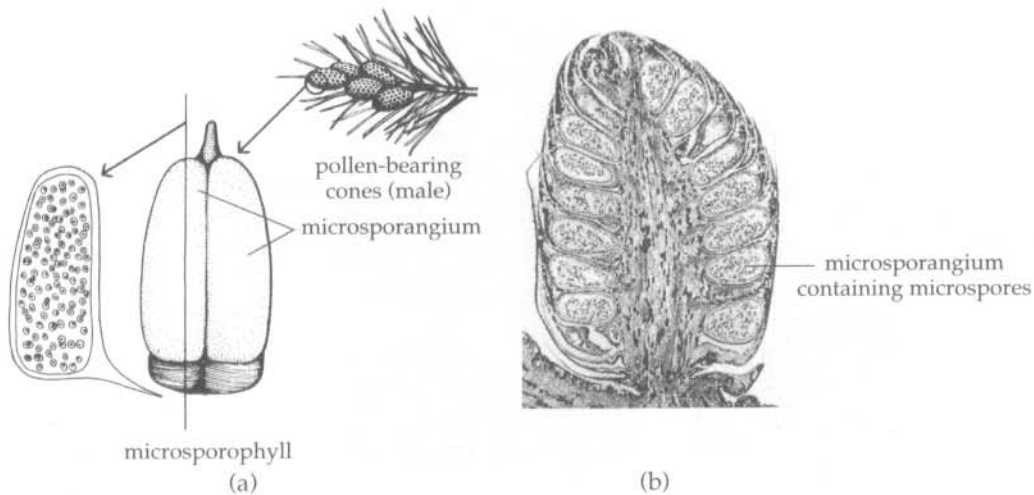 pollen-bearing
cones (male)
microsporangium
microsporophyll
(a)
microsporangium
containing microspores
(b)